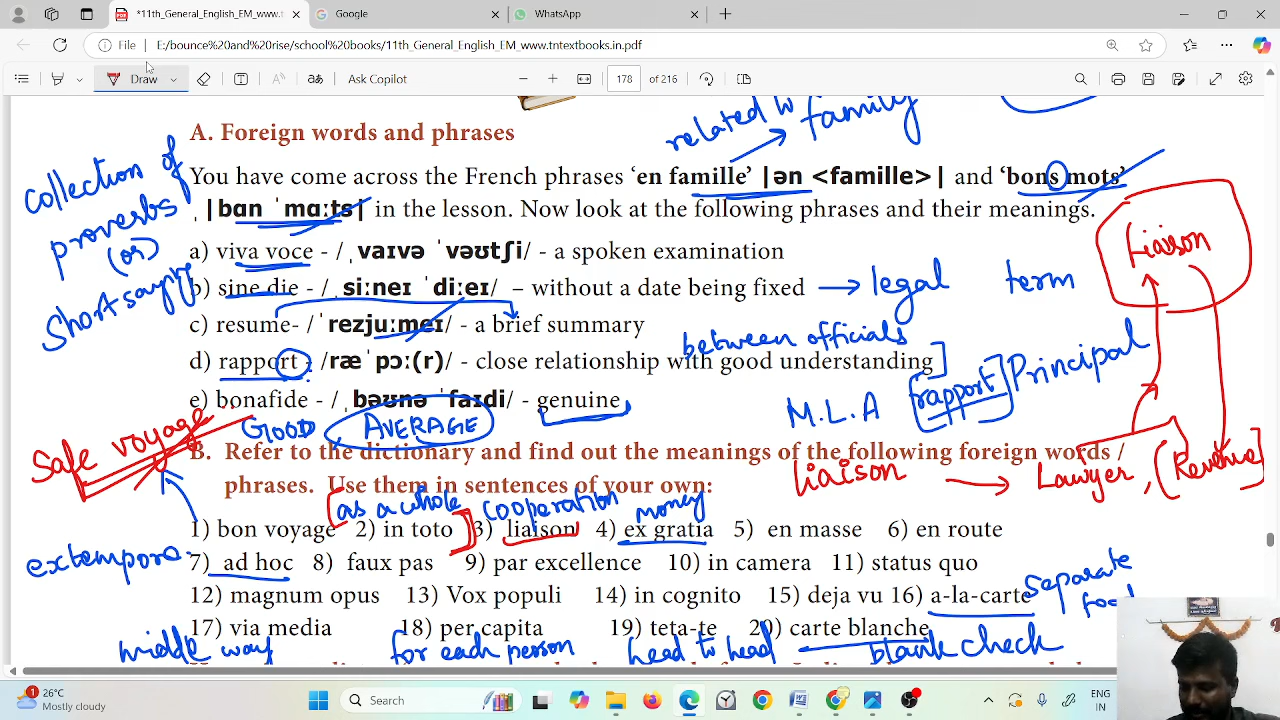 *11th_General_English_EM_www.t
Google
WhatsApp
File
E:/bounce%20and%20rise/school%20books/11th_General_English_EM_www.tntextbooks.in.pdf
Draw
Ask Copilot
178 of 216
related to family
A. Foreign words and phrases
collection of proverbs (or) short sayings
You have come across the French phrases ‘en famille’ |ən <famille>| and ‘bons mots’
ˌ|bɑn ˈmɑːts| in the lesson. Now look at the following phrases and their meanings.
Liaison
a) viva voce - /ˌvaɪvə ˈvəʊtʃi/ - a spoken examination
b) sine die - /ˌsiːneɪ ˈdiːeɪ/ – without a date being fixed → legal term
c) resume- /ˈrezjuːmeɪ/ - a brief summary
between officials
d) rapport - /ræˈpɔː(r)/ - close relationship with good understanding
M.L.A rapport Principal
e) bonafide - /ˌbəʊnəˈfaɪdi/ - genuine
GOOD AVERAGE
Safe voyage
B. Refer to the dictionary and find out the meanings of the following foreign words /
liaison → Lawyer, (Revenue
phrases. Use them in sentences of your own:
as a whole cooperation money
1) bon voyage 2) in toto 3) liaison 4) ex gratia 5) en masse 6) en route
extempore
7) ad hoc 8) faux pas 9) par excellence 10) in camera 11) status quo
12) magnum opus 13) Vox populi 14) in cognito 15) deja vu 16) a-la-carte
separate
17) via media 18) per capita 19) teta-te 20) carte blanche
middle way for each person head to head blank check
26°C
Mostly cloudy
Search
ENG
IN